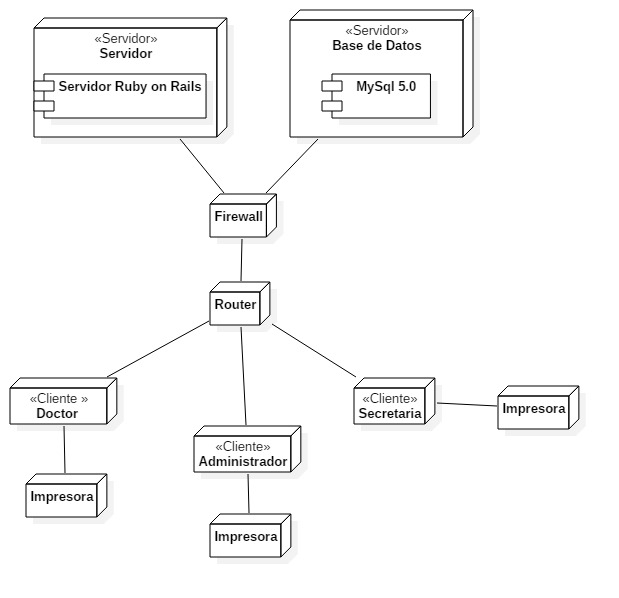 «Servidor»
Servidor
Servidor Ruby on Rails
«Servidor»
Base de Datos
MySql 5.0
Firewall
Router
«Cliente »
Doctor
«Cliente»
Secretaria
Impresora
«Cliente»
Administrador
Impresora
Impresora